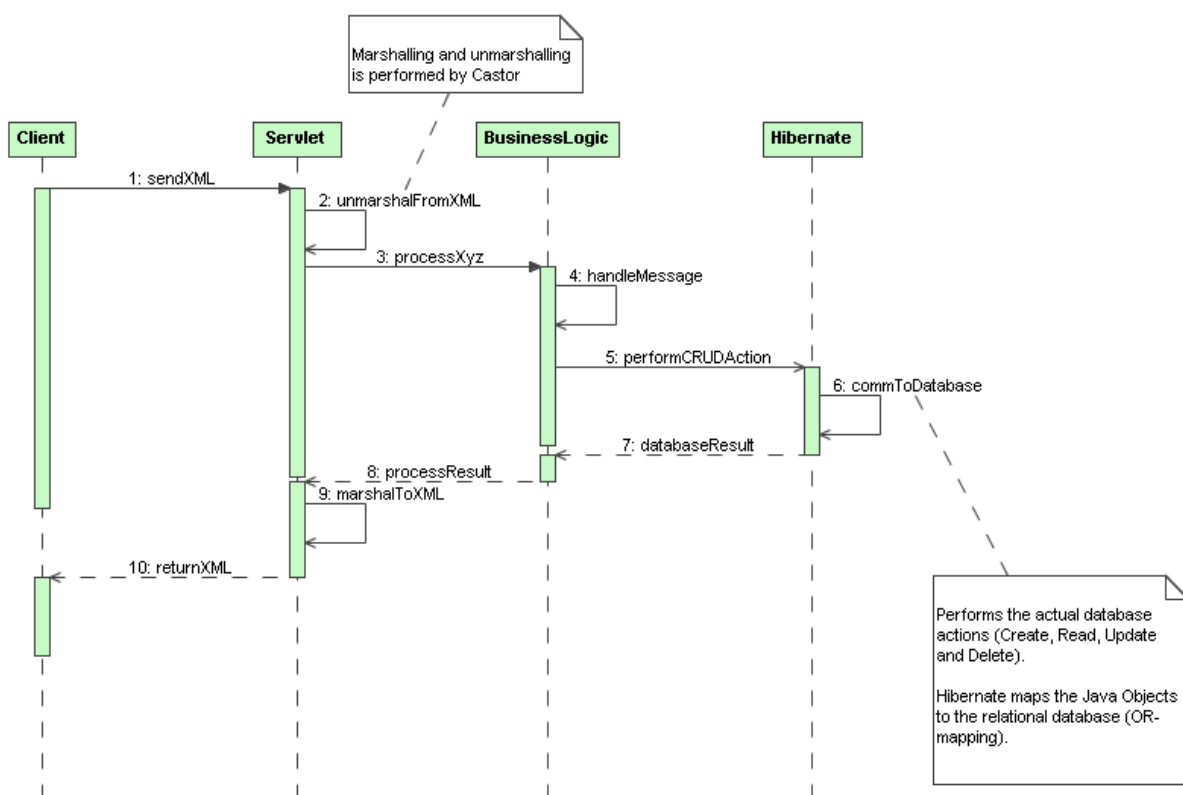 Marshalling and unmarshalling
is performed by Castor
Client
Servlet
BusinessLogic
Hibernate
1: sendXML
2: unmarshalFromXML
3: processXyz
4: handleMessage
5: performCRUDAction
6: commToDatabase
7: databaseResult
8: processResult
9: marshalToXML
10: returnXML
Performs the actual database
actions (Create, Read, Update
and Delete).
Hibernate maps the Java Objects
to the relational database (OR-
mapping).